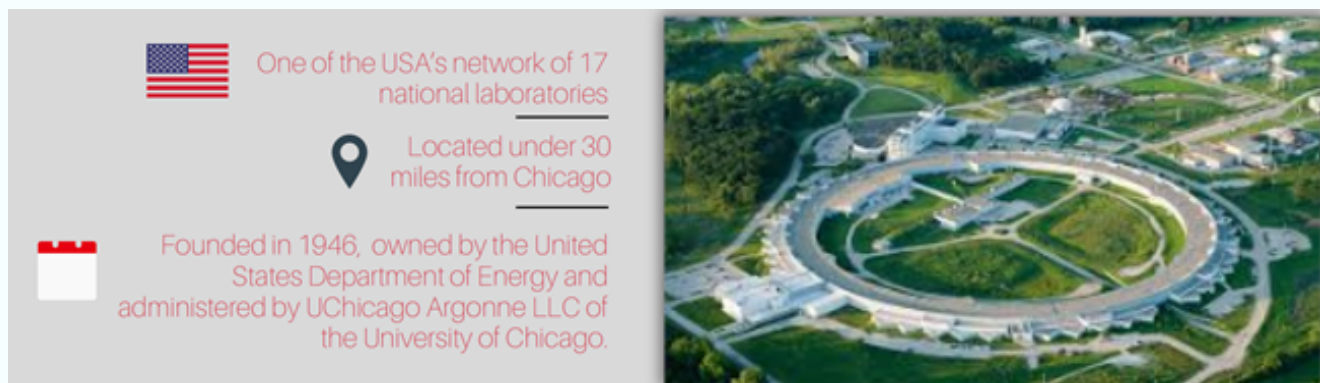 One of the USA's network of 17
national laboratories
Located under 30
miles from Chicago
Founded in 1946, owned by the United
States Department of Energy and
administered by UChicago Argonne LLC of
the University of Chicago.